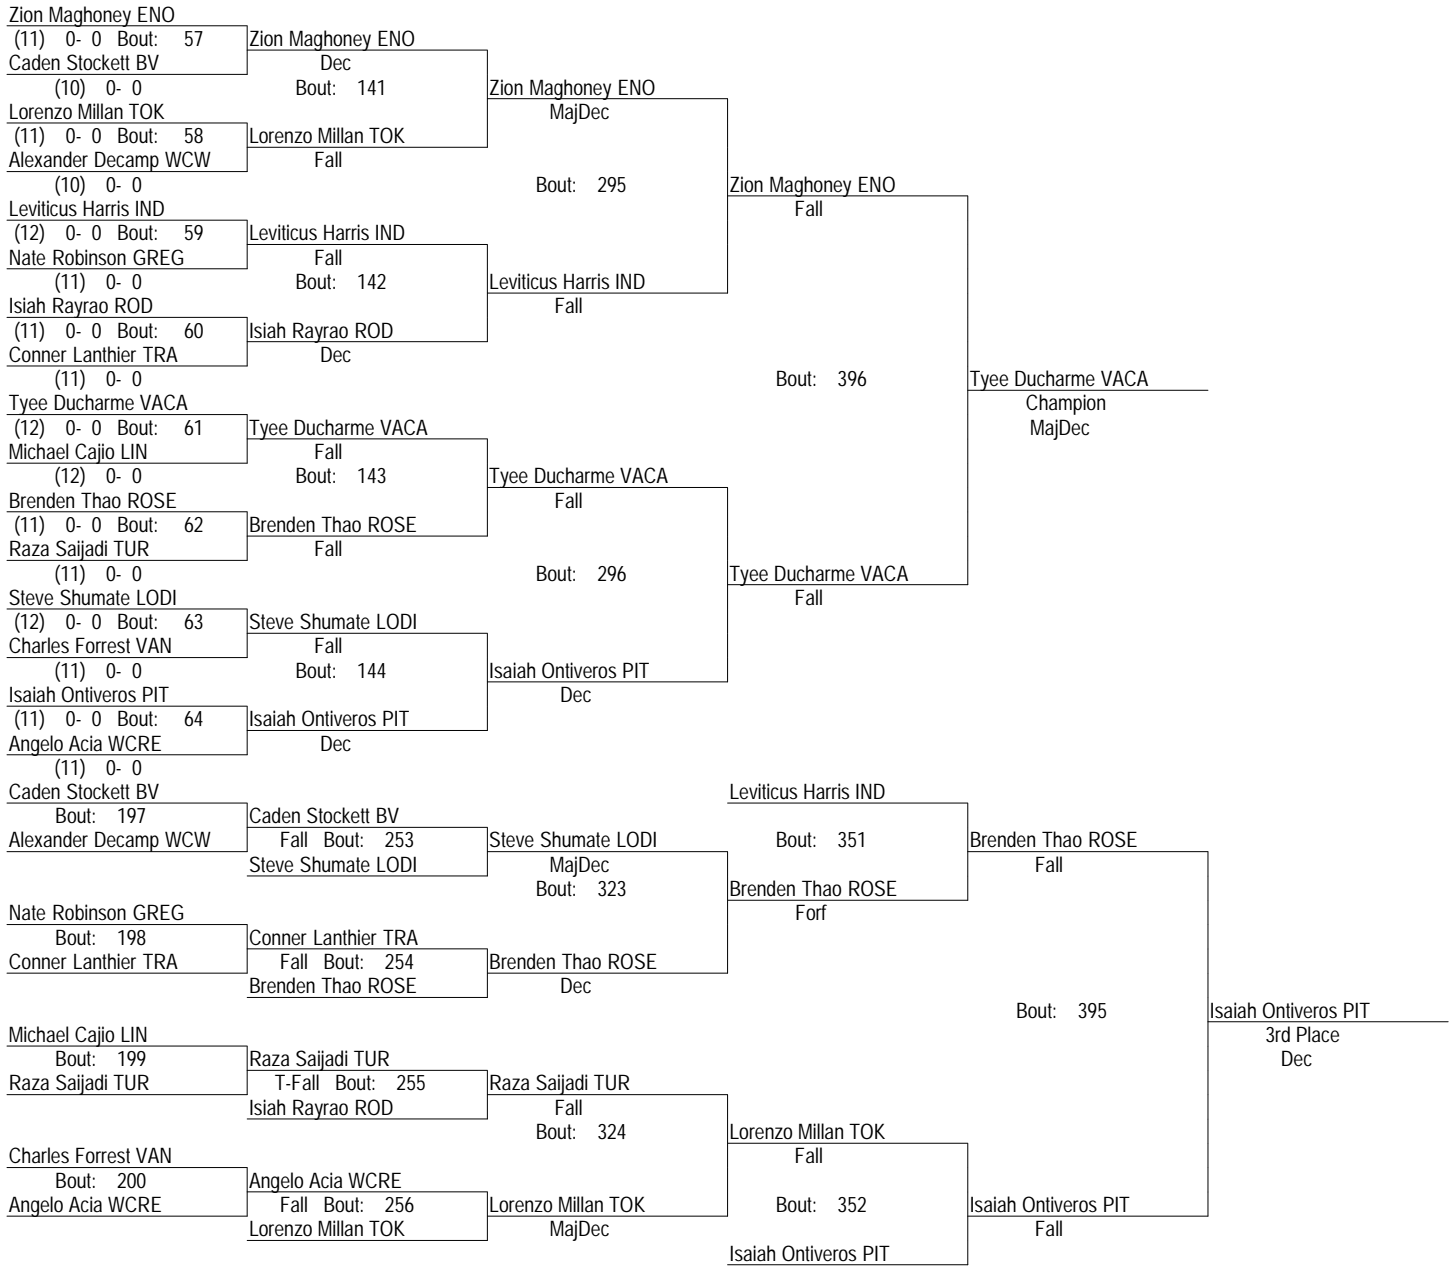 Zion Maghoney ENO
(11) 0- 0 Bout: 57 Zion Maghoney ENO
Caden Stockett BV Dec
(10) 0- 0 Bout: 141 Zion Maghoney ENO
Lorenzo Millan TOK MajDec
(11) 0- 0 Bout: 58 Lorenzo Millan TOK
Alexander Decamp WCW Fall
(10) 0- 0 Bout: 295 Zion Maghoney ENO
Leviticus Harris IND Fall
(12) 0- 0 Bout: 59 Leviticus Harris IND
Nate Robinson GREG Fall
(11) 0- 0 Bout: 142 Leviticus Harris IND
Isiah Rayrao ROD Fall
(11) 0- 0 Bout: 60 Isiah Rayrao ROD
Conner Lanthier TRA Dec
(11) 0- 0 Bout: 396 Tyee Ducharme VACA
Tyee Ducharme VACA Champion
(12) 0- 0 Bout: 61 Tyee Ducharme VACA MajDec
Michael Cajio LIN Fall
(12) 0- 0 Bout: 143 Tyee Ducharme VACA
Brenden Thao ROSE Fall
(11) 0- 0 Bout: 62 Brenden Thao ROSE
Raza Saijadi TUR Fall
(11) 0- 0 Bout: 296 Tyee Ducharme VACA
Steve Shumate LODI Fall
(12) 0- 0 Bout: 63 Steve Shumate LODI
Charles Forrest VAN Fall
(11) 0- 0 Bout: 144 Isaiah Ontiveros PIT
Isaiah Ontiveros PIT Dec
(11) 0- 0 Bout: 64 Isaiah Ontiveros PIT
Angelo Acia WCRE Dec
(11) 0- 0
Caden Stockett BV Leviticus Harris IND
Bout: 197 Caden Stockett BV
Alexander Decamp WCW Fall Bout: 253 Steve Shumate LODI Bout: 351 Brenden Thao ROSE
Steve Shumate LODI MajDec Fall
Bout: 323 Brenden Thao ROSE
Nate Robinson GREG Forf
Bout: 198 Conner Lanthier TRA
Conner Lanthier TRA Fall Bout: 254 Brenden Thao ROSE
Brenden Thao ROSE Dec
Bout: 395 Isaiah Ontiveros PIT
Michael Cajio LIN 3rd Place
Bout: 199 Raza Saijadi TUR Dec
Raza Saijadi TUR T-Fall Bout: 255 Raza Saijadi TUR
Isiah Rayrao ROD Fall
Bout: 324 Lorenzo Millan TOK
Charles Forrest VAN Fall
Bout: 200 Angelo Acia WCRE
Angelo Acia WCRE Fall Bout: 256 Lorenzo Millan TOK Bout: 352 Isaiah Ontiveros PIT
Lorenzo Millan TOK MajDec Fall
Isaiah Ontiveros PIT